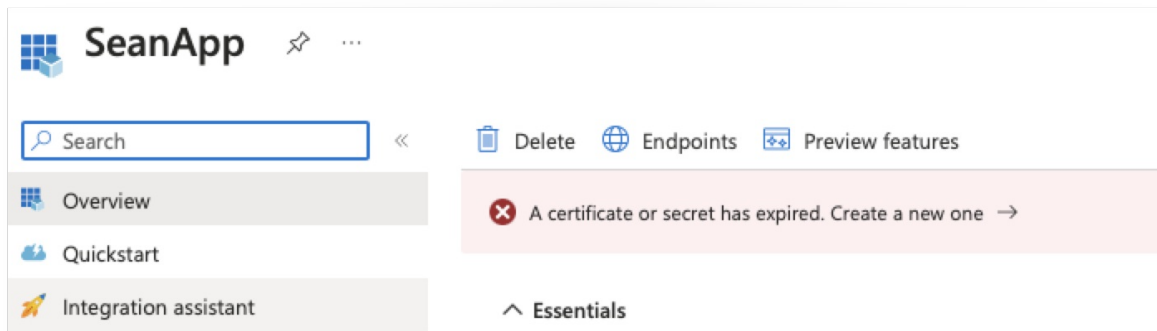 SeanApp
Search
Delete Endpoints Preview features
Overview
A certificate or secret has expired. Create a new one →
Quickstart
Integration assistant
Essentials